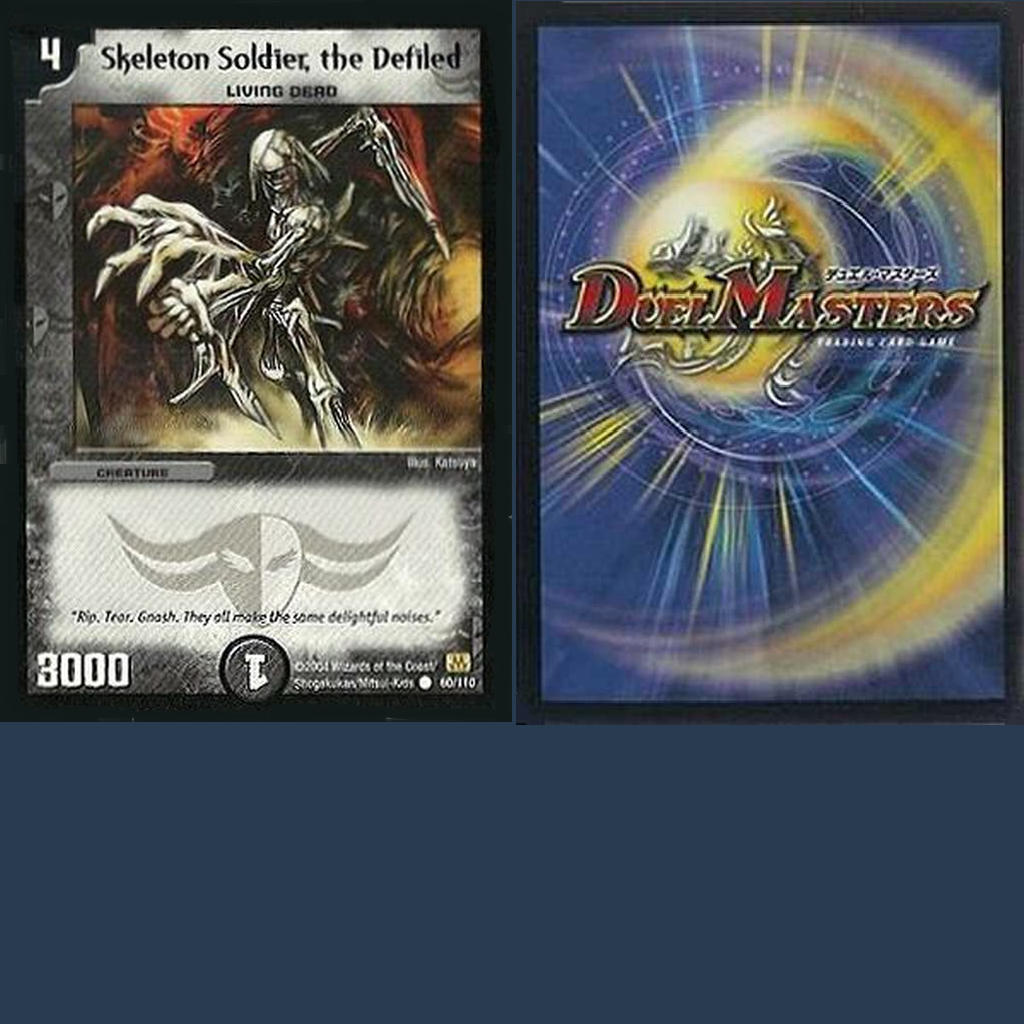 4
Skeleton Soldier, the Defiled
LIVING DEAD
CREATURE
Illus. Katsuya
"Rip. Tear. Gnash. They all make the same delightful noises."
3000
1
©2004 Wizards of the Coast/
Shogakukan/Mitsui-Kids
60/110
デュエル・マスターズ
DUEL MASTERS
TRADING CARD GAME